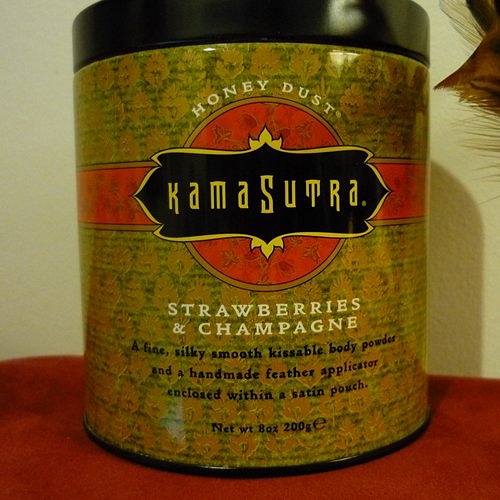 HONEY DUST®
KAMASUTRA®
STRAWBERRIES
& CHAMPAGNE
A fine, silky smooth kissable body powder
and a handmade feather applicator
enclosed within a satin pouch.
Net wt 8oz 200g℮